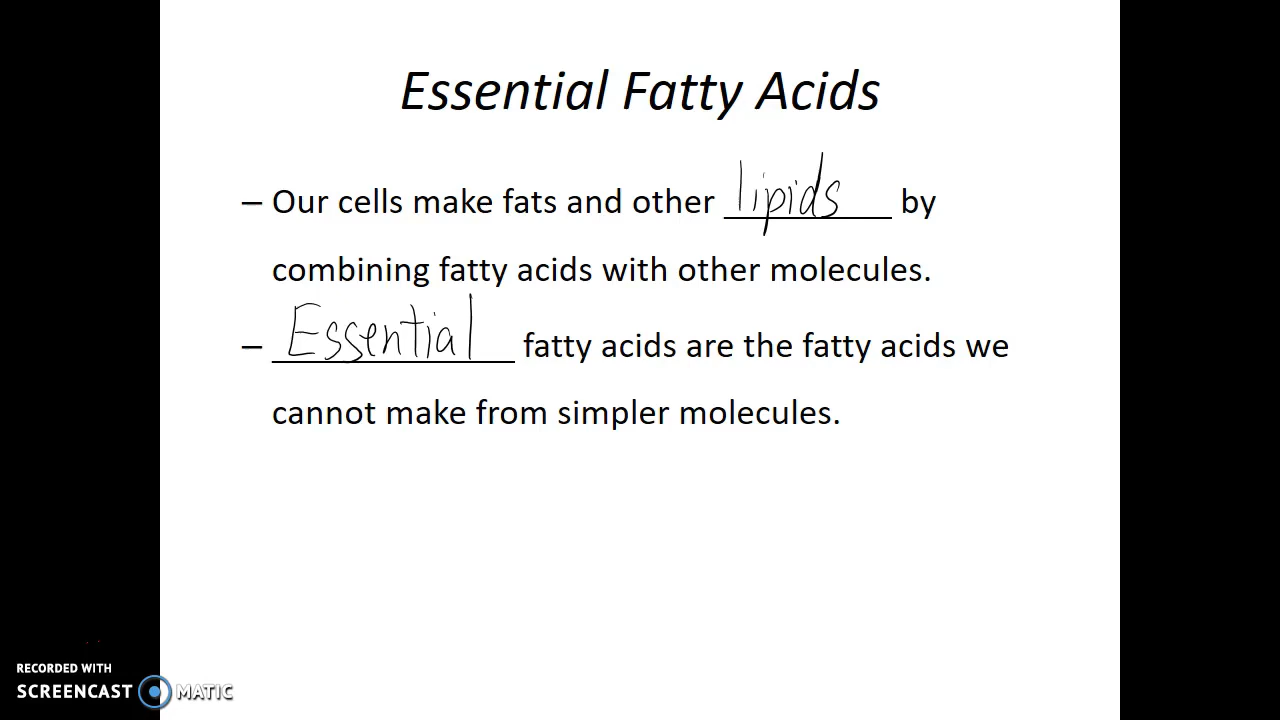 Essential Fatty Acids
– Our cells make fats and other lipids by
combining fatty acids with other molecules.
– Essential fatty acids are the fatty acids we
cannot make from simpler molecules.
RECORDED WITH
SCREENCAST MATIC